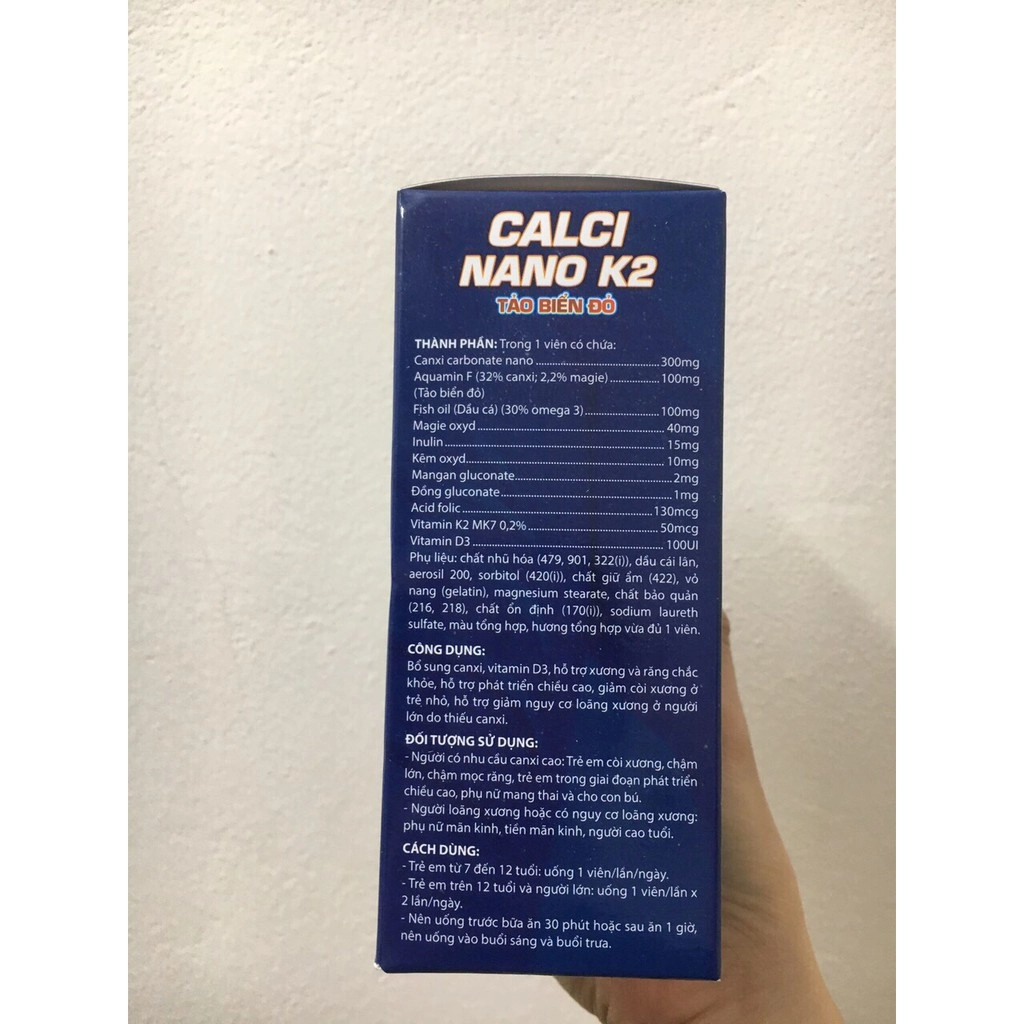 CALCI
NANO K2
TẢO BIỂN ĐỎ
THÀNH PHẦN: Trong 1 viên có chứa:
Canxi carbonate nano ........................................ 300mg
Aquamin F (32% canxi; 2,2% magie) ................ 100mg
(Tảo biển đỏ)
Fish oil (Dầu cá) (30% omega 3) ........................ 100mg
Magie oxyd ........................................................ 40mg
Inulin ................................................................ 15mg
Kẽm oxyd ........................................................... 10mg
Mangan gluconate .............................................. 2mg
Đồng gluconate ................................................... 1mg
Acid folic ......................................................... 130mcg
Vitamin K2 MK7 0,2% ....................................... 50mcg
Vitamin D3 ......................................................... 100UI
Phụ liệu: chất nhũ hóa (479, 901, 322(i)), dầu cái lân,
aerosil 200, sorbitol (420(i)), chất giữ ẩm (422), vỏ
nang (gelatin), magnesium stearate, chất bảo quản
(216, 218), chất ổn định (170(i)), sodium laureth
sulfate, màu tổng hợp, hương tổng hợp vừa đủ 1 viên.
CÔNG DỤNG:
Bổ sung canxi, vitamin D3, hỗ trợ xương và răng chắc
khỏe, hỗ trợ phát triển chiều cao, giảm còi xương ở
trẻ nhỏ, hỗ trợ giảm nguy cơ loãng xương ở người
lớn do thiếu canxi.
ĐỐI TƯỢNG SỬ DỤNG:
- Người có nhu cầu canxi cao: Trẻ em còi xương, chậm
lớn, chậm mọc răng, trẻ em trong giai đoạn phát triển
chiều cao, phụ nữ mang thai và cho con bú.
- Người loãng xương hoặc có nguy cơ loãng xương:
phụ nữ mãn kinh, tiền mãn kinh, người cao tuổi.
CÁCH DÙNG:
- Trẻ em từ 7 đến 12 tuổi: uống 1 viên/lần/ngày.
- Trẻ em trên 12 tuổi và người lớn: uống 1 viên/lần x
2 lần/ngày.
- Nên uống trước bữa ăn 30 phút hoặc sau ăn 1 giờ,
nên uống vào buổi sáng và buổi trưa.